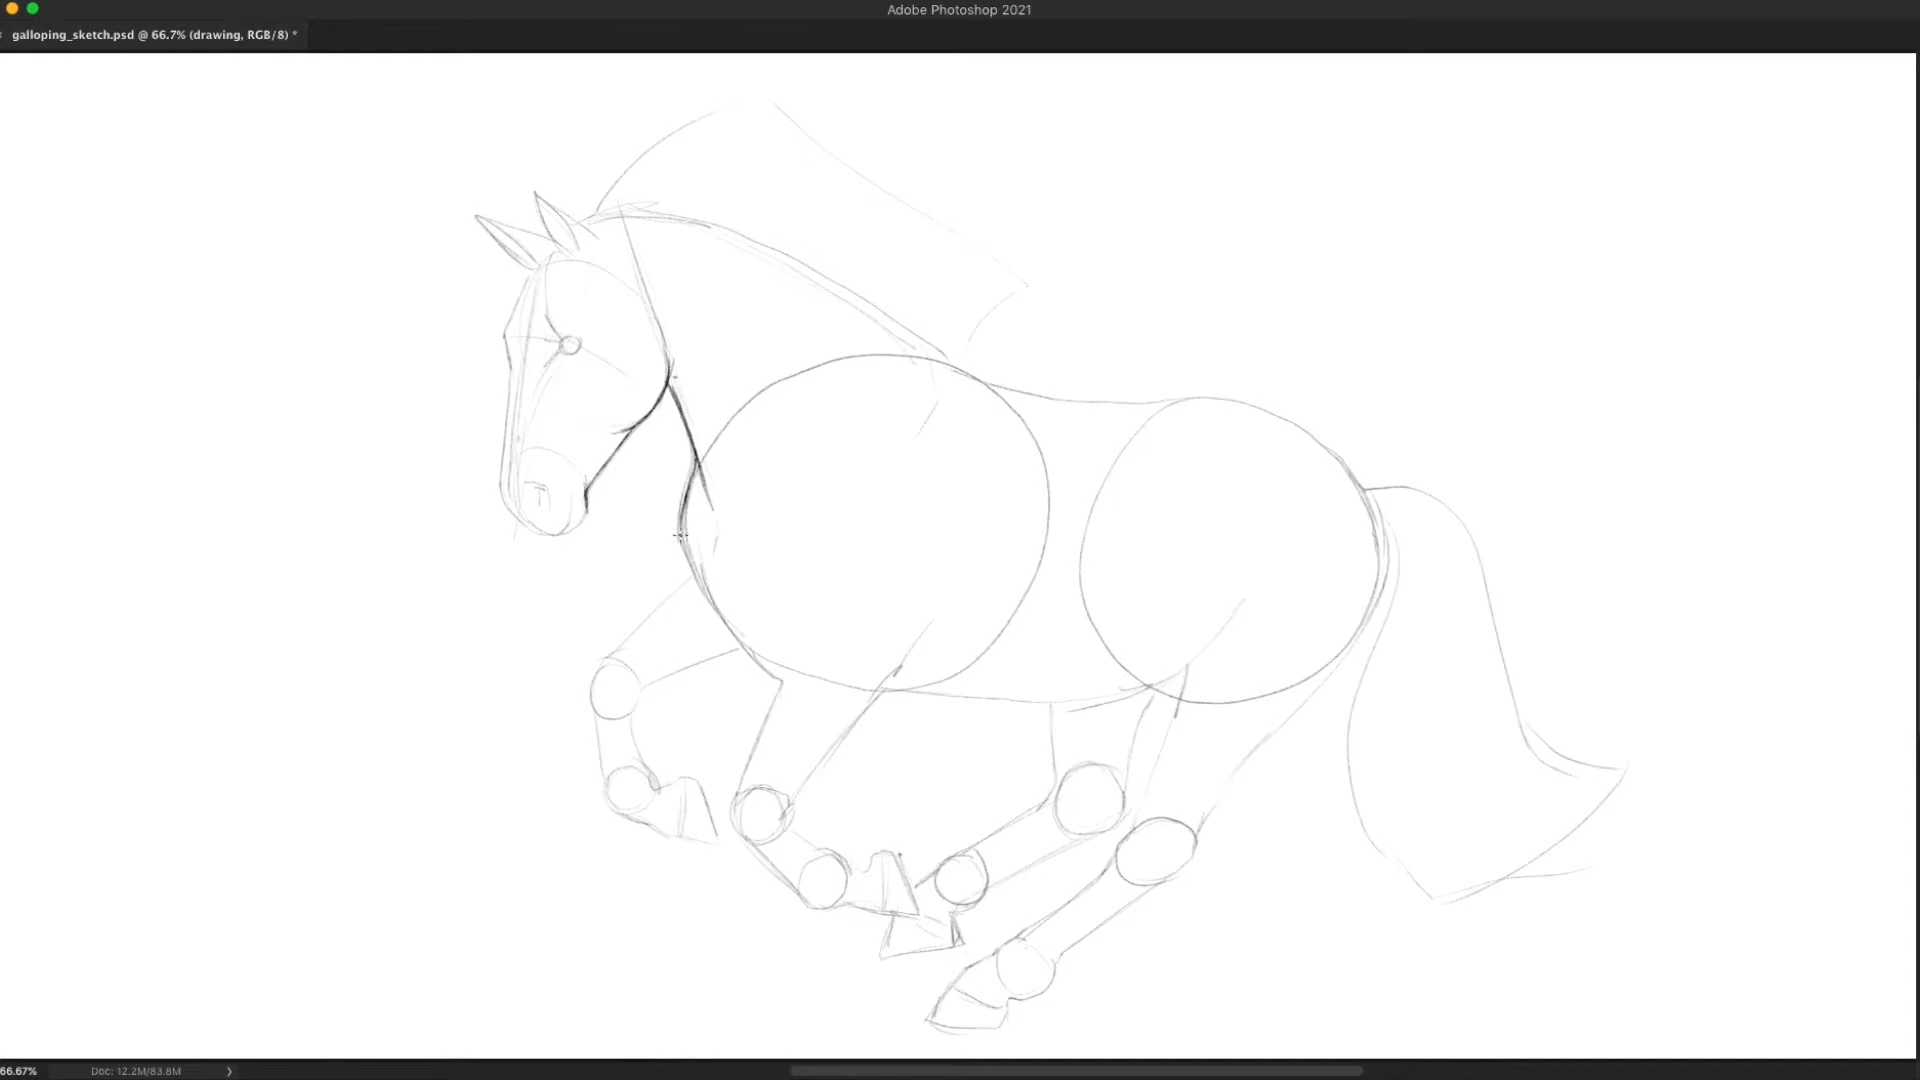 Adobe Photoshop 2021
galloping_sketch.psd @ 66.7% (drawing, RGB/8) *
66.67%
Doc: 12.2M/83.8M